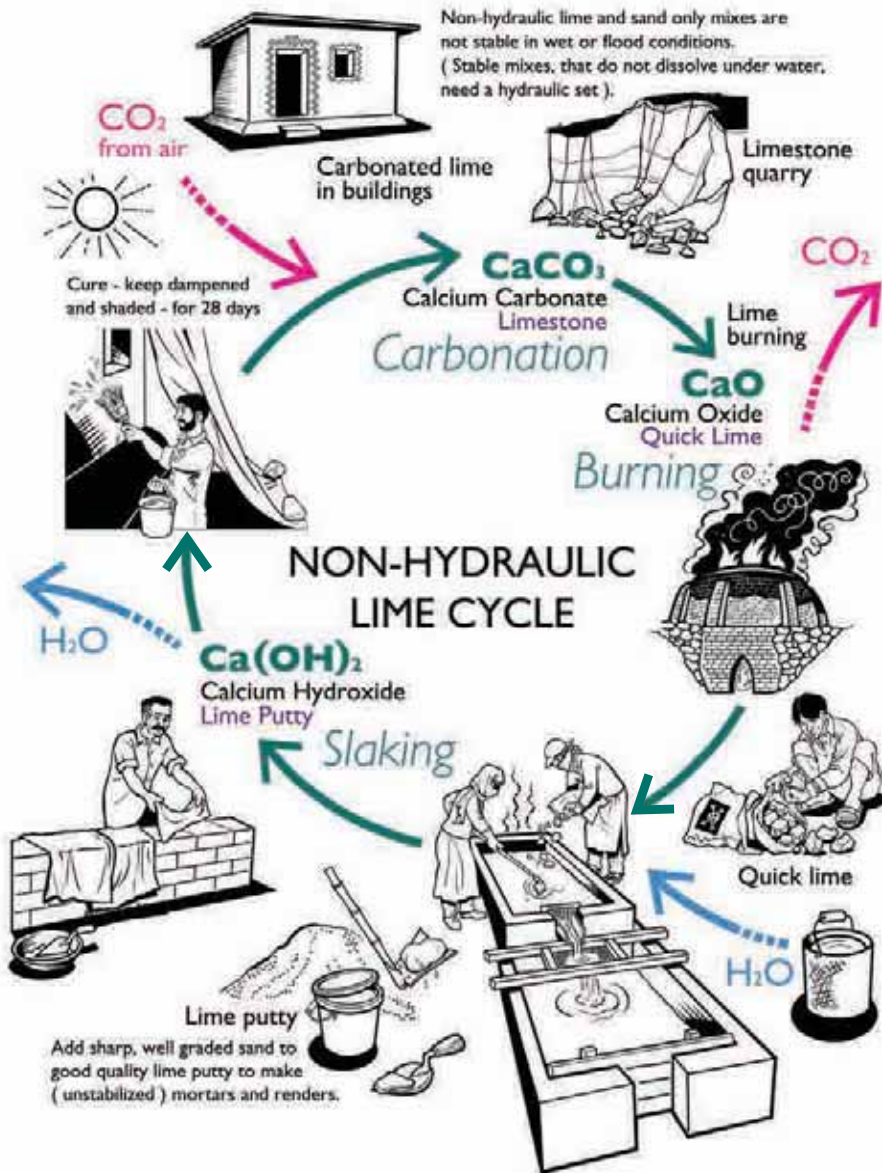 Non-hydraulic lime and sand only mixes are
not stable in wet or flood conditions.
( Stable mixes, that do not dissolve under water,
need a hydraulic set ).
CO₂
from air
Carbonated lime
in buildings
Limestone
quarry
CaCO₃
Calcium Carbonate
Limestone
Carbonation
CO₂
Cure - keep dampened
and shaded - for 28 days
Lime
burning
CaO
Calcium Oxide
Quick Lime
Burning
NON-HYDRAULIC
LIME CYCLE
H₂O
Ca(OH)₂
Calcium Hydroxide
Lime Putty
Slaking
Quick lime
H₂O
Lime putty
Add sharp, well graded sand to
good quality lime putty to make
( unstabilized ) mortars and renders.